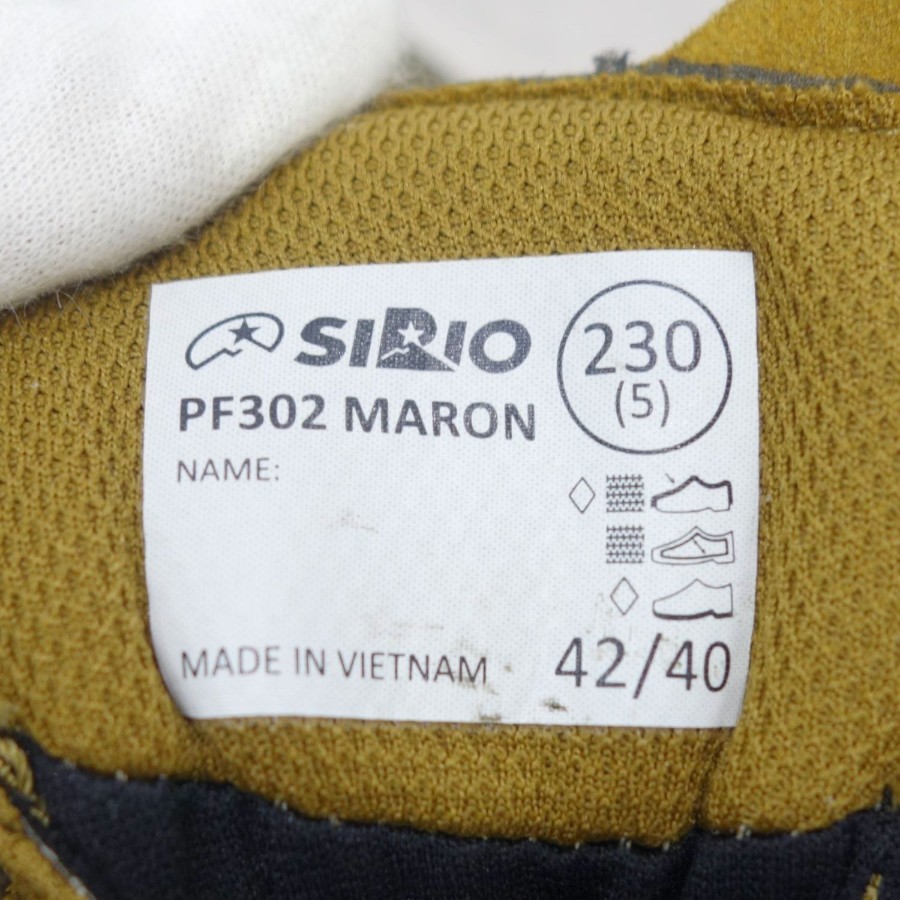 SIRIO
230
(5)
PF302 MARON
NAME:
MADE IN VIETNAM
42/40